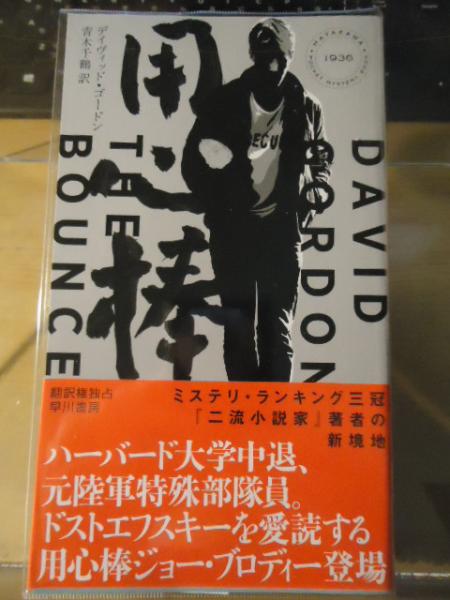 デイヴィッド・ゴードン
青木千鶴 訳
用心棒
THE BOUNCE
DAVID GORDON
HAYAKAWA
1936
POCKET MYSTERY
SECU
翻訳権独占
早川書房
ミステリ・ランキング三冠
『二流小説家』著者の
新境地
ハーバード大学中退、
元陸軍特殊部隊員。
ドストエフスキーを愛読する
用心棒ジョー・ブロディー登場